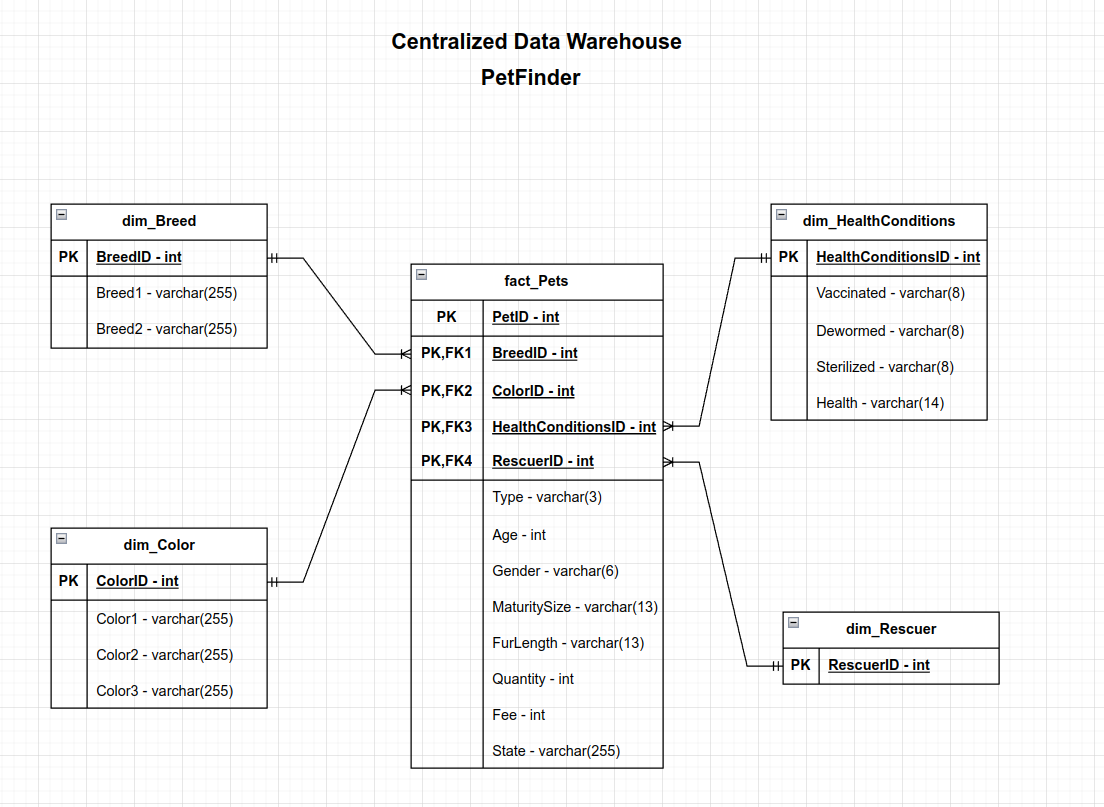 Centralized Data Warehouse
PetFinder
dim_Breed
PK BreedID - int
Breed1 - varchar(255)
Breed2 - varchar(255)
dim_Color
PK ColorID - int
Color1 - varchar(255)
Color2 - varchar(255)
Color3 - varchar(255)
fact_Pets
PK PetID - int
PK,FK1 BreedID - int
PK,FK2 ColorID - int
PK,FK3 HealthConditionsID - int
PK,FK4 RescuerID - int
Type - varchar(3)
Age - int
Gender - varchar(6)
MaturitySize - varchar(13)
FurLength - varchar(13)
Quantity - int
Fee - int
State - varchar(255)
dim_HealthConditions
PK HealthConditionsID - int
Vaccinated - varchar(8)
Dewormed - varchar(8)
Sterilized - varchar(8)
Health - varchar(14)
dim_Rescuer
PK RescuerID - int